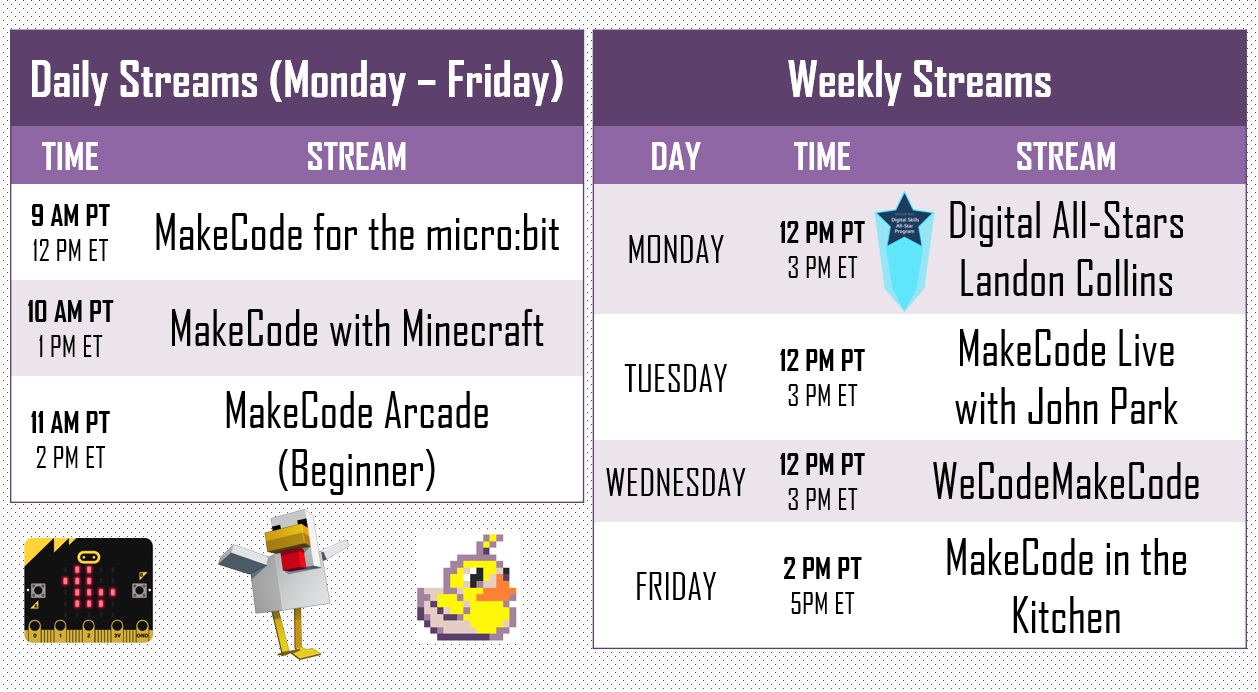 Daily Streams (Monday – Friday)
TIME STREAM
9 AM PT
12 PM ET
MakeCode for the micro:bit
10 AM PT
1 PM ET
MakeCode with Minecraft
11 AM PT
2 PM ET
MakeCode Arcade
(Beginner)
0 1 2 3V GND
Weekly Streams
DAY TIME STREAM
MONDAY
12 PM PT
3 PM ET
Digital Skills
All-Star
Program
Digital All-Stars
Landon Collins
TUESDAY
12 PM PT
3 PM ET
MakeCode Live
with John Park
WEDNESDAY
12 PM PT
3 PM ET
WeCodeMakeCode
FRIDAY
2 PM PT
5PM ET
MakeCode in the
Kitchen